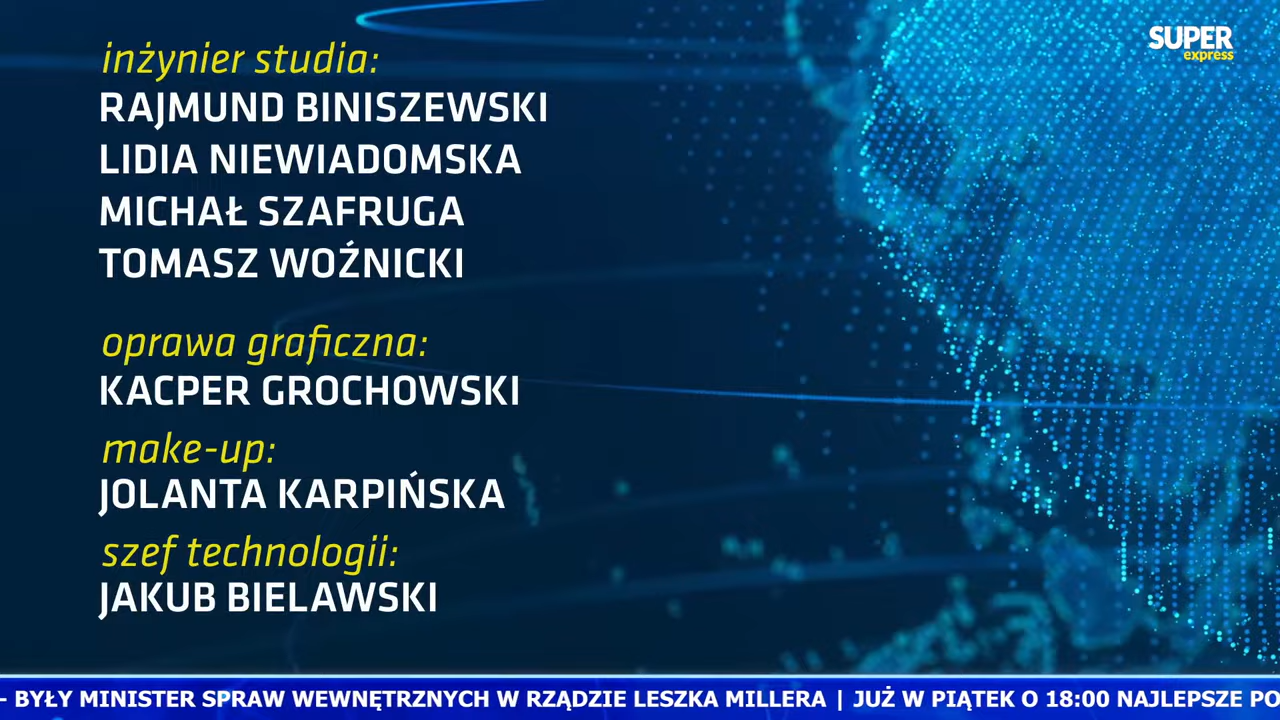 SUPER
express
inżynier studia:
RAJMUND BINISZEWSKI
LIDIA NIEWIADOMSKA
MICHAŁ SZAFRUGA
TOMASZ WOŹNICKI
oprawa graficzna:
KACPER GROCHOWSKI
make-up:
JOLANTA KARPIŃSKA
szef technologii:
JAKUB BIELAWSKI
- BYŁY MINISTER SPRAW WEWNĘTRZNYCH W RZĄDZIE LESZKA MILLERA | JUŻ W PIĄTEK O 18:00 NAJLEPSZE PO